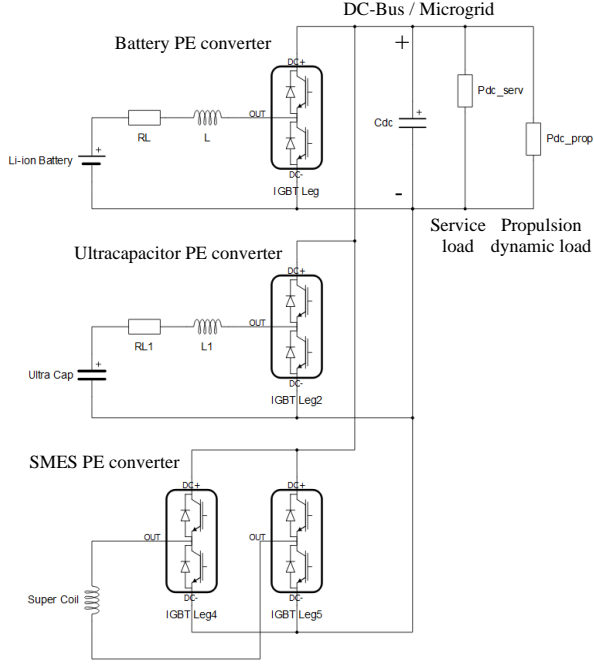 DC-Bus / Microgrid
Battery PE converter
DC+
+
RL
L
OUT
Cdc
+
Pdc_serv
Pdc_prop
+
Li-ion Battery
DC-
IGBT Leg
-
Service load
Propulsion dynamic load
Ultracapacitor PE converter
DC+
OUT
RL1
L1
+
Ultra Cap
DC-
IGBT Leg2
SMES PE converter
DC+
DC+
OUT
OUT
Super Coil
DC-
DC-
IGBT Leg4
IGBT Leg5